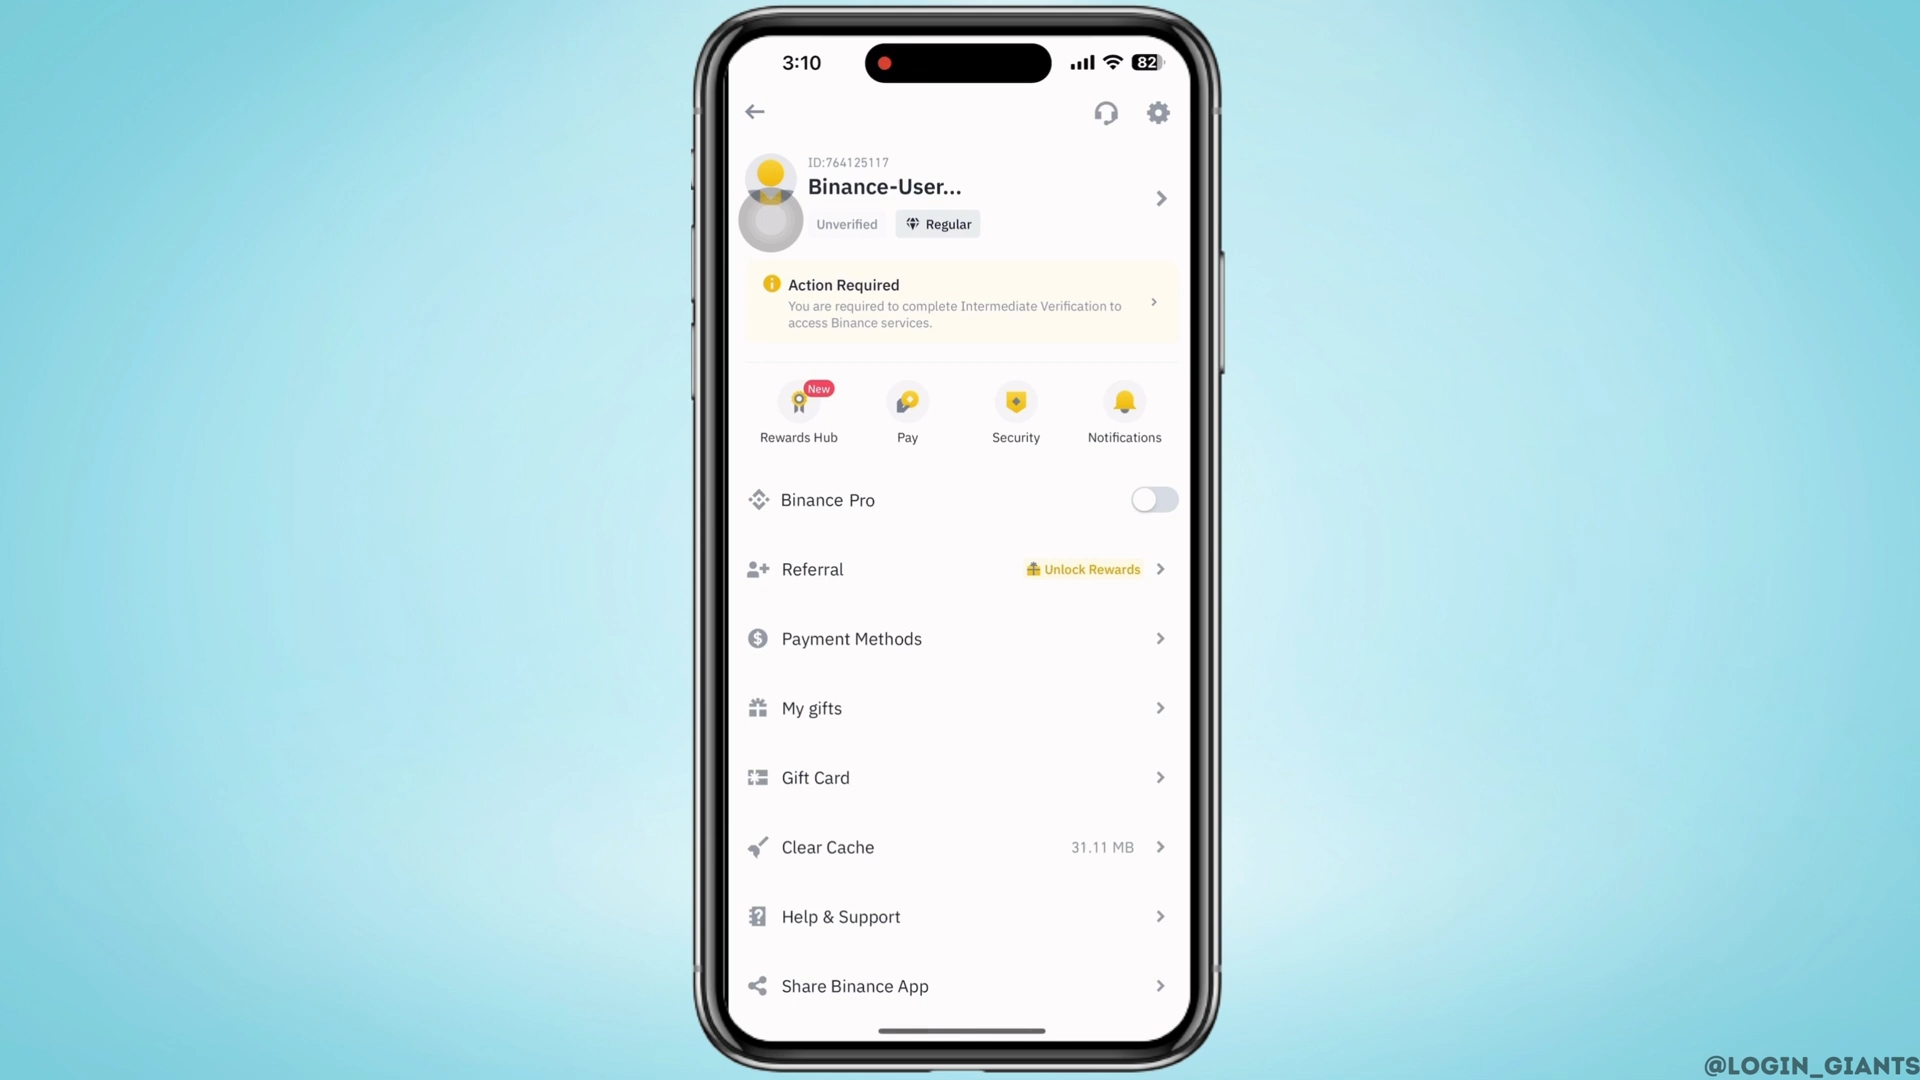 3:10
82
ID:764125117
Binance-User...
Unverified
Regular
Action Required
You are required to complete Intermediate Verification to
access Binance services.
New
Rewards Hub
Pay
Security
Notifications
Binance Pro
Referral
Unlock Rewards
Payment Methods
My gifts
Gift Card
Clear Cache
31.11 MB
Help & Support
Share Binance App
@LOGIN_GIANTS